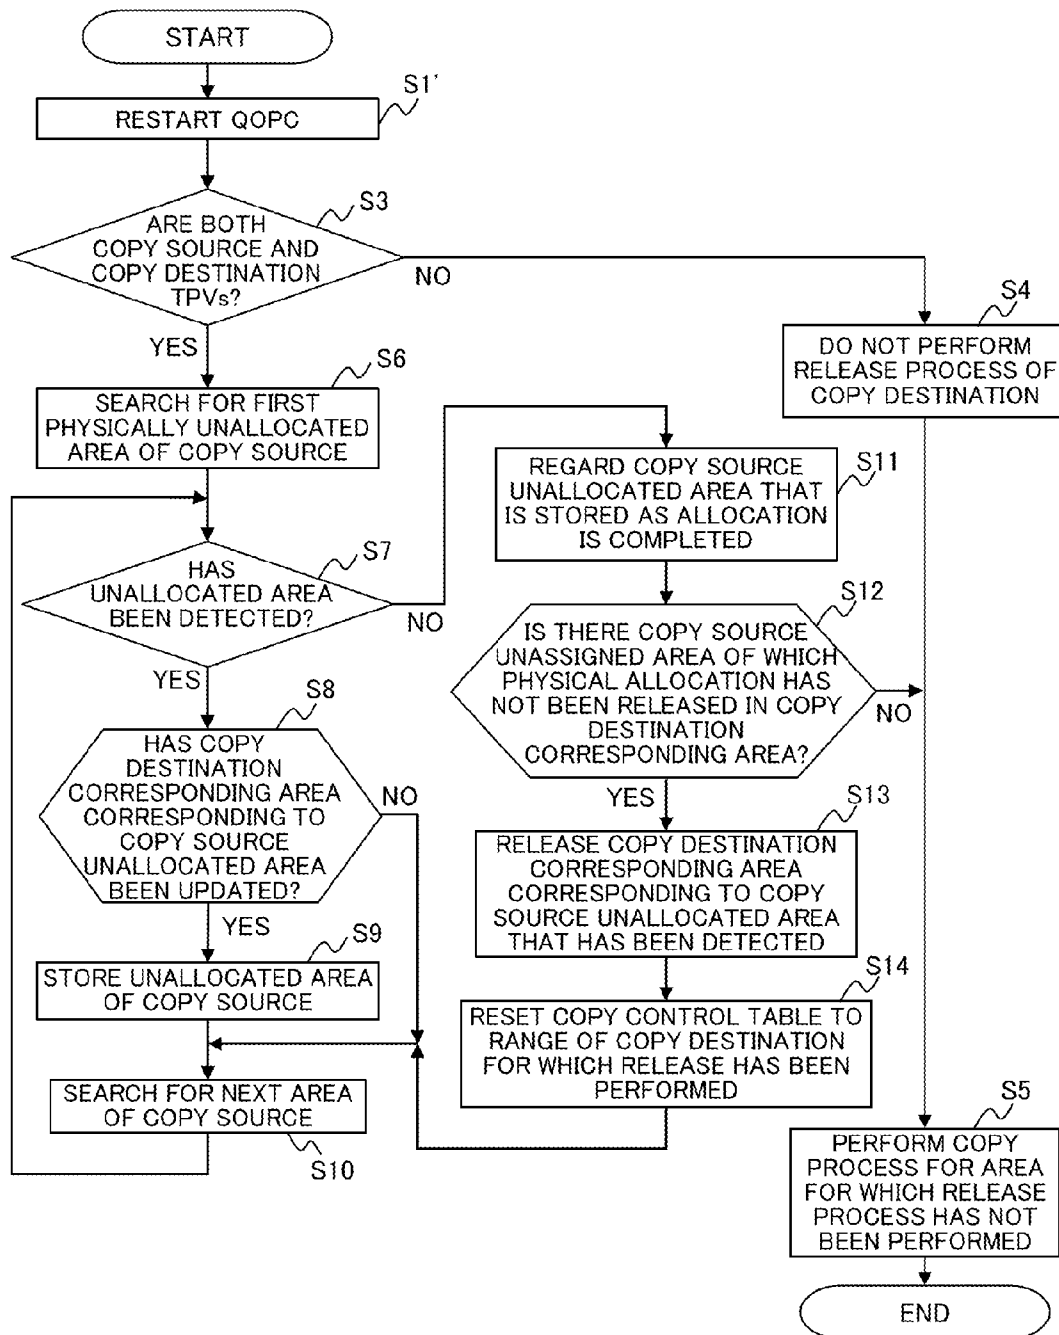 START
S1'
RESTART QOPC
S3
ARE BOTH
COPY SOURCE AND
COPY DESTINATION
TPVs?
NO
YES
S4
DO NOT PERFORM
RELEASE PROCESS OF
COPY DESTINATION
S6
SEARCH FOR FIRST
PHYSICALLY UNALLOCATED
AREA OF COPY SOURCE
S7
HAS
UNALLOCATED AREA
BEEN DETECTED?
NO
YES
S8
HAS COPY
DESTINATION
CORRESPONDING AREA
CORRESPONDING TO
COPY SOURCE
UNALLOCATED AREA
BEEN UPDATED?
NO
YES
S9
STORE UNALLOCATED AREA
OF COPY SOURCE
SEARCH FOR NEXT AREA
OF COPY SOURCE
S10
S11
REGARD COPY SOURCE
UNALLOCATED AREA THAT
IS STORED AS ALLOCATION
IS COMPLETED
S12
IS THERE COPY SOURCE
UNASSIGNED AREA OF WHICH
PHYSICAL ALLOCATION HAS
NOT BEEN RELEASED IN COPY
DESTINATION
CORRESPONDING AREA?
NO
YES
S13
RELEASE COPY DESTINATION
CORRESPONDING AREA
CORRESPONDING TO COPY
SOURCE UNALLOCATED AREA
THAT HAS BEEN DETECTED
S14
RESET COPY CONTROL TABLE TO
RANGE OF COPY DESTINATION
FOR WHICH RELEASE HAS BEEN
PERFORMED
S5
PERFORM COPY
PROCESS FOR AREA
FOR WHICH RELEASE
PROCESS HAS NOT
BEEN PERFORMED
END